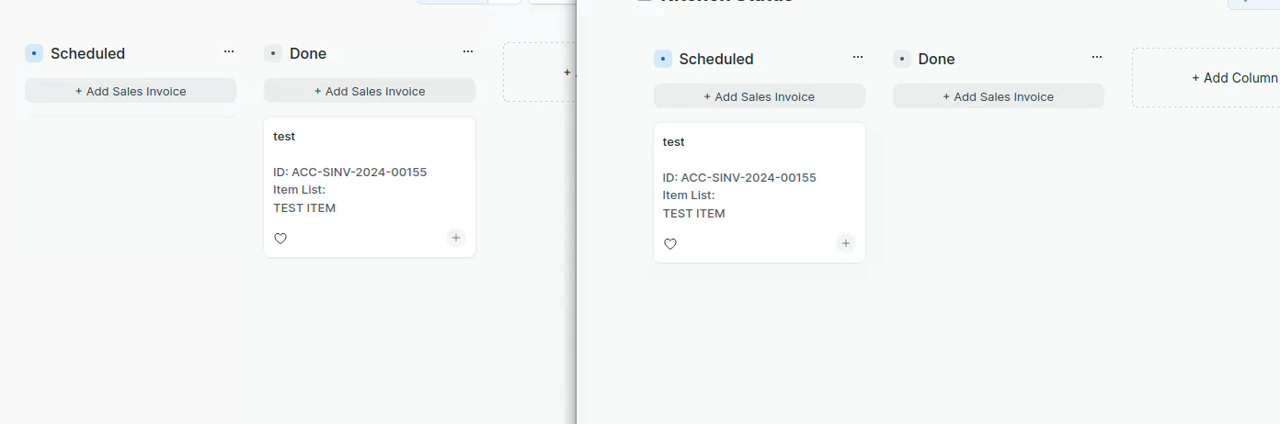 Scheduled
...
Done
...
+ Add Sales Invoice
+ Add Sales Invoice
+
test
ID: ACC-SINV-2024-00155
Item List:
TEST ITEM
+
Kitchen Status
Scheduled
...
Done
...
+ Add Sales Invoice
+ Add Sales Invoice
+ Add Column
test
ID: ACC-SINV-2024-00155
Item List:
TEST ITEM
+